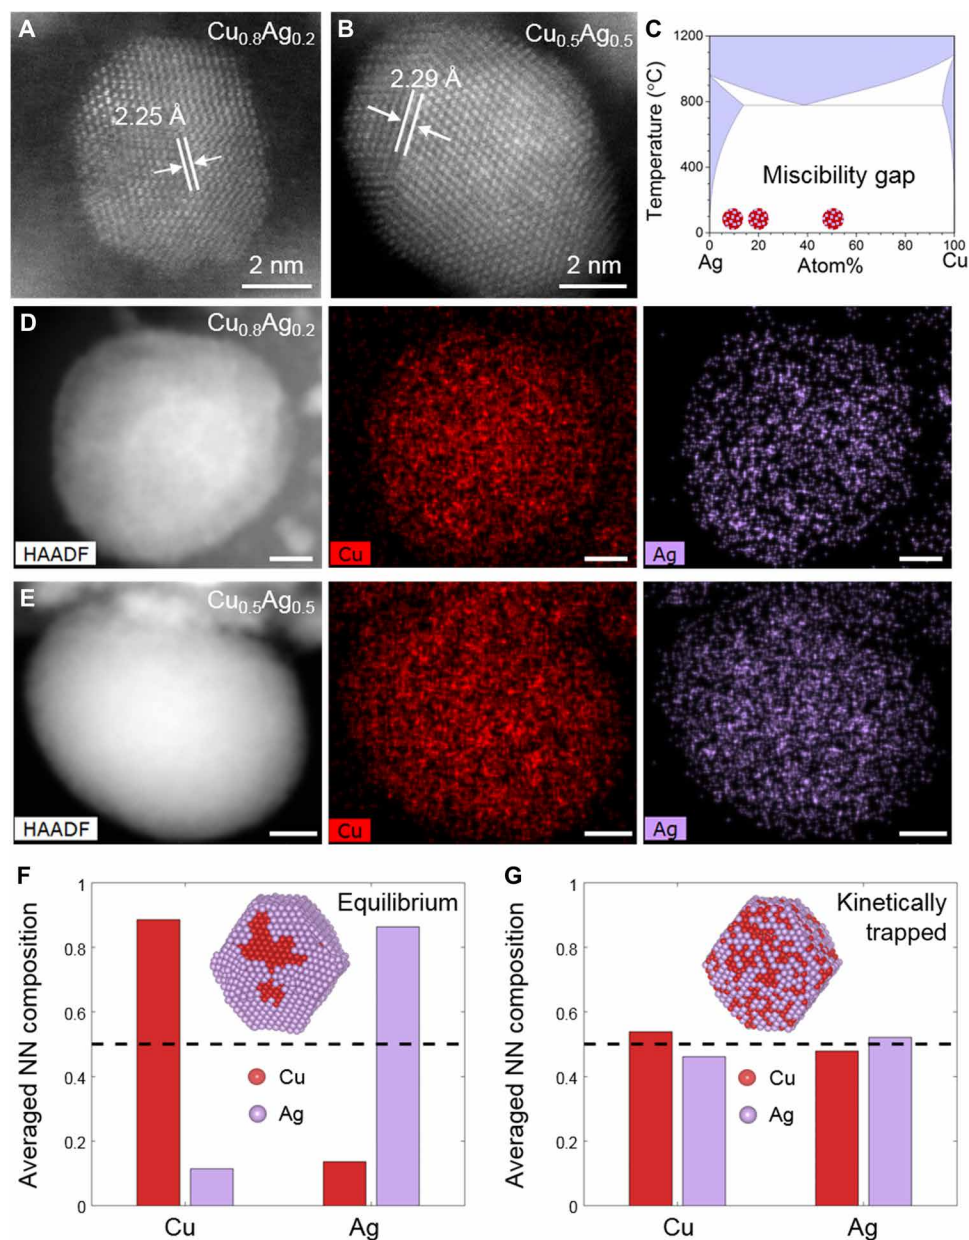 A
Cu0.8Ag0.2
2.25 Å
2 nm
B
Cu0.5Ag0.5
2.29 Å
2 nm
C
1200
800
400
0
Temperature (°C)
Miscibility gap
0 20 40 60 80 100
Ag Atom% Cu
D
Cu0.8Ag0.2
HAADF
Cu
Ag
E
Cu0.5Ag0.5
HAADF
Cu
Ag
F
Equilibrium
Averaged NN composition
1
0.8
0.6
0.4
0.2
0
Cu
Ag
Cu Ag
G
Kinetically
trapped
Averaged NN composition
1
0.8
0.6
0.4
0.2
0
Cu
Ag
Cu Ag